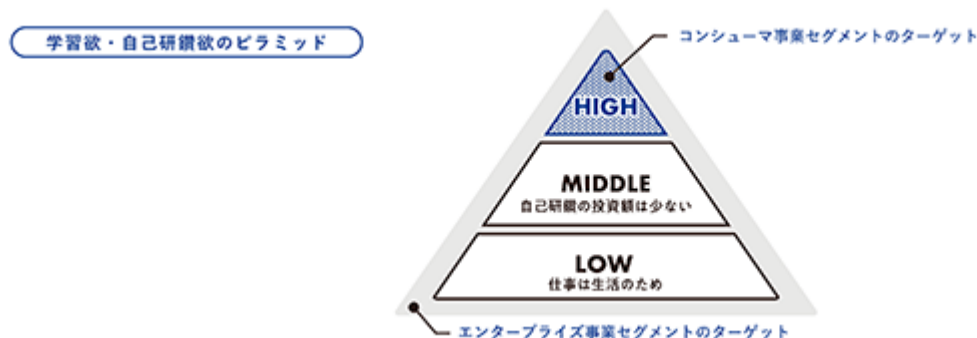 学習欲・自己研鑽欲のピラミッド
コンシューマ事業セグメントのターゲット
HIGH
MIDDLE
自己研鑽の投資額は少ない
LOW
仕事は生活のため
エンタープライズ事業セグメントのターゲット